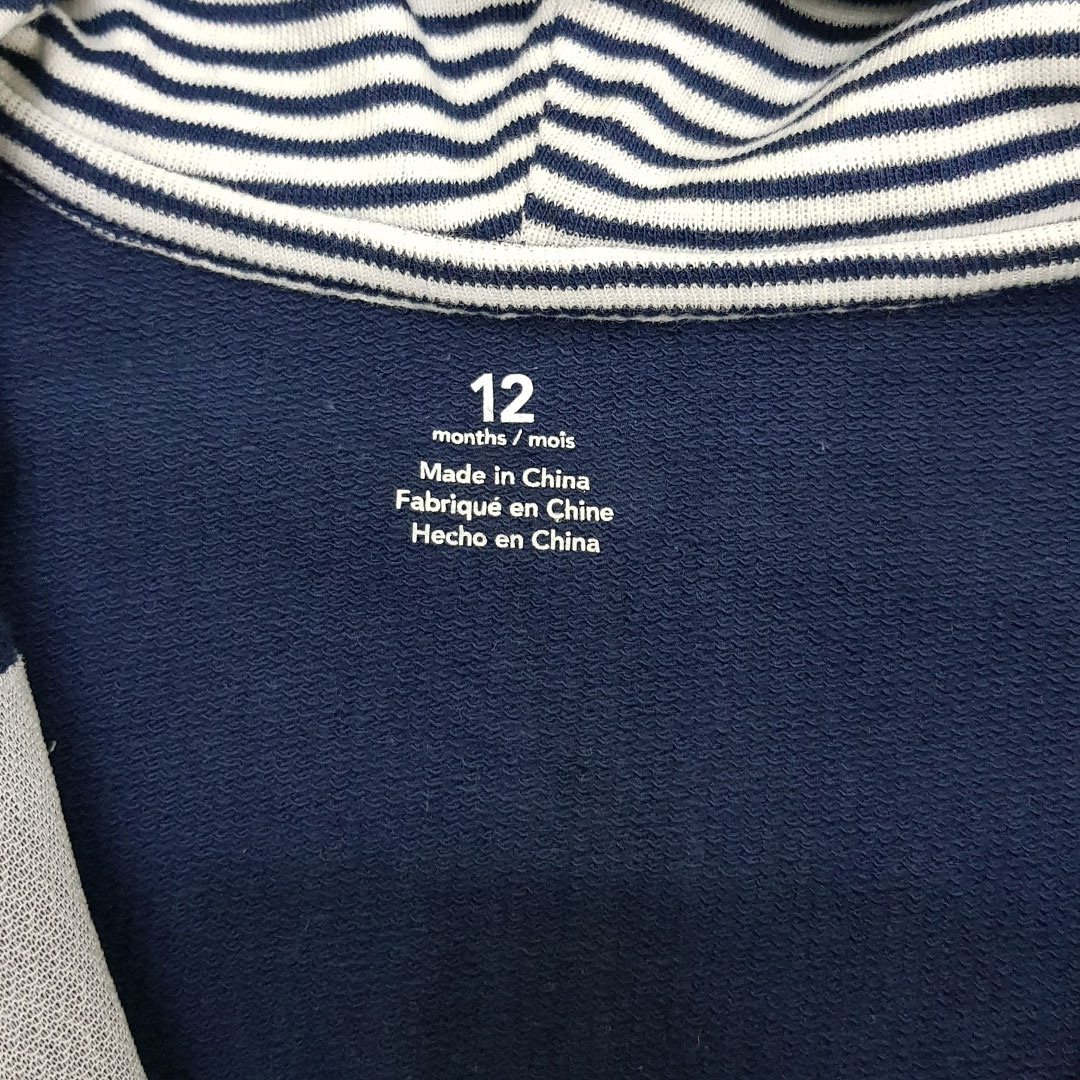 12
months / mois
Made in China
Fabriqué en Chine
Hecho en China